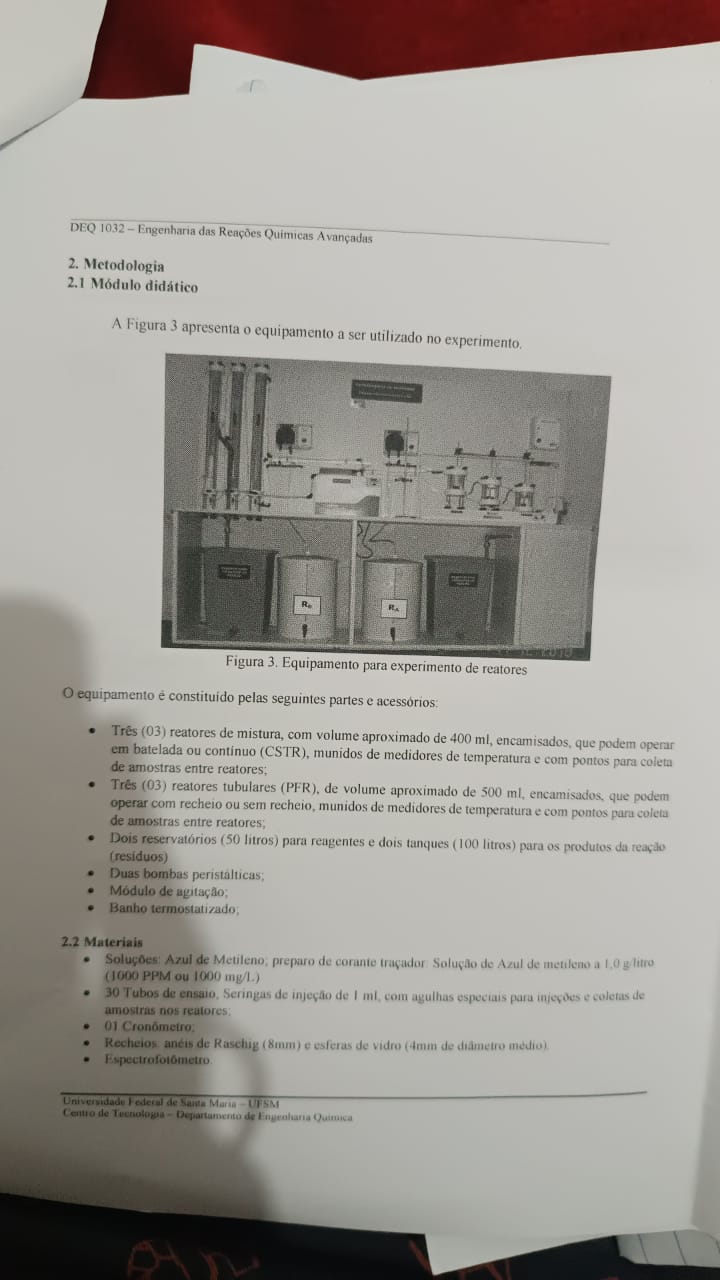 DEQ 1032 – Engenharia das Reações Químicas Avançadas
2. Metodologia
2.1 Módulo didático
A Figura 3 apresenta o equipamento a ser utilizado no experimento.
R_B
R_A
Figura 3. Equipamento para experimento de reatores
O equipamento é constituído pelas seguintes partes e acessórios:
• Três (03) reatores de mistura, com volume aproximado de 400 ml, encamisados, que podem operar
em batelada ou contínuo (CSTR), munidos de medidores de temperatura e com pontos para coleta
de amostras entre reatores;
• Três (03) reatores tubulares (PFR), de volume aproximado de 500 ml, encamisados, que podem
operar com recheio ou sem recheio, munidos de medidores de temperatura e com pontos para coleta
de amostras entre reatores;
• Dois reservatórios (50 litros) para reagentes e dois tanques (100 litros) para os produtos da reação
(resíduos)
• Duas bombas peristálticas;
• Módulo de agitação;
• Banho termostatizado;
2.2 Materiais
• Soluções: Azul de Metileno; preparo de corante traçador: Solução de Azul de metileno a 1,0 g/litro
(1000 PPM ou 1000 mg/L)
• 30 Tubos de ensaio, Seringas de injeção de 1 ml, com agulhas especiais para injeções e coletas de
amostras nos reatores;
• 01 Cronômetro;
• Recheios: anéis de Raschig (8mm) e esferas de vidro (4mm de diâmetro médio).
• Espectrofotômetro.
Universidade Federal de Santa Maria – UFSM
Centro de Tecnologia – Departamento de Engenharia Química